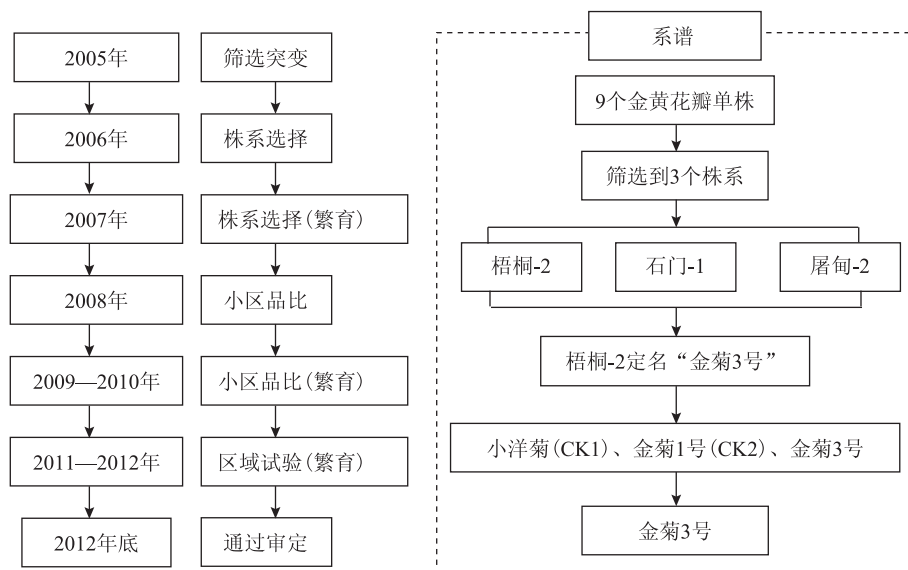 2005年
筛选突变
2006年
株系选择
2007年
株系选择(繁育)
2008年
小区品比
2009—2010年
小区品比(繁育)
2011—2012年
区域试验(繁育)
2012年底
通过审定
系谱
9个金黄花瓣单株
筛选到3个株系
梧桐-2
石门-1
屠甸-2
梧桐-2定名“金菊3号”
小洋菊(CK1)、金菊1号(CK2)、金菊3号
金菊3号